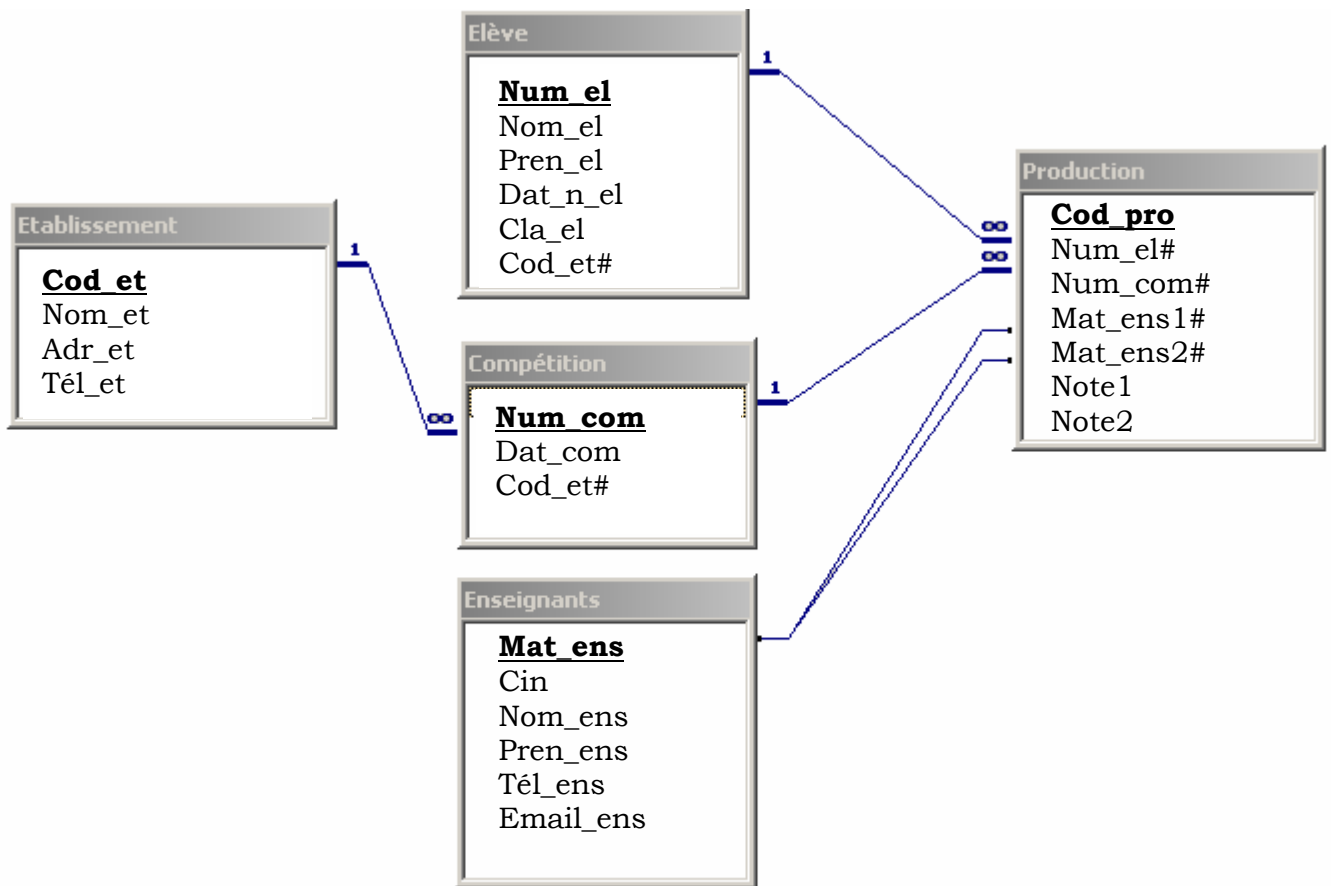 Elève
Num_el
Nom_el
Pren_el
Dat_n_el
Cla_el
Cod_et#
1
Production
Cod_pro
Num_el#
Num_com#
Mat_ens1#
Mat_ens2#
Note1
Note2
∞
∞
Etablissement
Cod_et
Nom_et
Adr_et
Tél_et
1
∞
Compétition
Num_com
Dat_com
Cod_et#
1
Enseignants
Mat_ens
Cin
Nom_ens
Pren_ens
Tél_ens
Email_ens